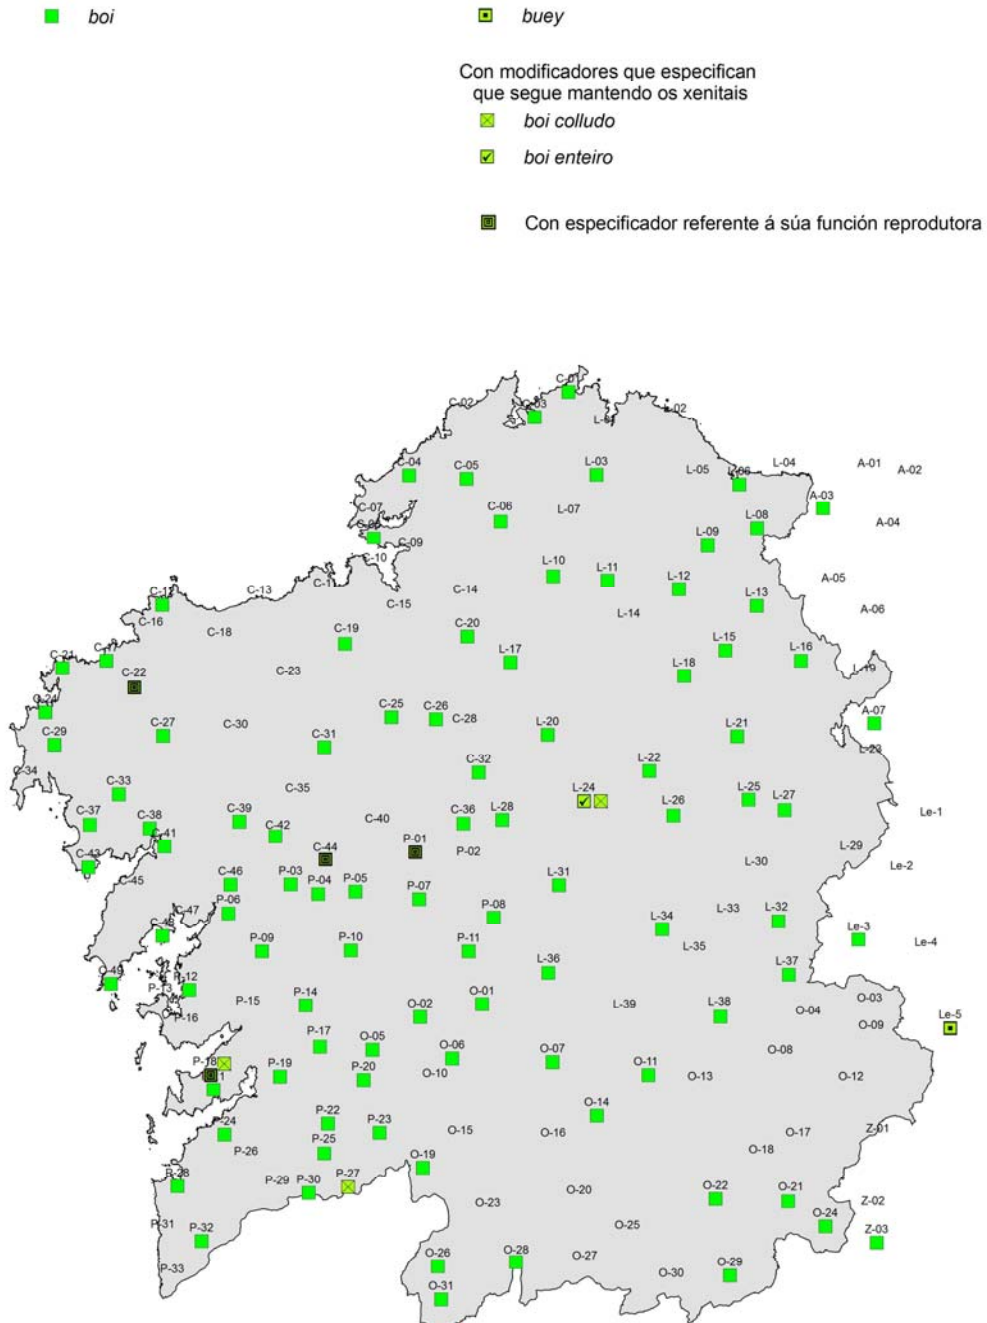 boi
buey
Con modificadores que especifican
que segue mantendo os xenitais
boi colludo
boi enteiro
Con especificador referente á súa función reprodutora
C-02
C-03
L-02
L-04
A-01
A-02
C-04
C-05
L-03
L-05
L-06
A-03
C-07
C-06
L-07
L-08
A-04
C-09
L-09
C-10
L-10
L-11
L-12
A-05
C-13
C-14
L-13
A-06
C-15
L-14
C-16
C-18
C-19
C-20
L-15
L-16
C-21
C-22
C-23
L-17
L-18
L-19
C-25
C-26
C-28
A-07
C-27
C-30
C-29
C-31
L-20
L-21
L-23
C-34
C-32
L-22
C-33
C-35
L-24
L-25
L-27
Le-1
C-37
C-38
C-39
C-40
C-36
L-28
L-26
C-41
C-42
C-44
P-01
P-02
L-29
C-43
L-30
Le-2
C-45
C-46
P-03
P-04
P-05
P-07
L-31
P-06
C-47
P-08
L-33
L-32
L-34
Le-3
Le-4
P-09
P-10
P-11
L-35
C-49
P-12
P-13
L-36
L-37
P-14
P-15
O-01
O-02
L-39
L-38
O-04
O-03
P-16
Le-5
O-09
P-17
O-05
O-06
O-07
O-08
P-18
P-19
P-20
O-10
O-11
O-13
O-12
O-14
P-22
P-23
O-15
O-16
O-17
Z-01
P-25
P-26
O-18
O-19
P-27
P-28
P-29
P-30
O-20
O-22
O-21
Z-02
P-31
O-23
O-25
O-24
P-32
Z-03
O-26
O-28
O-27
P-33
O-30
O-29
O-31